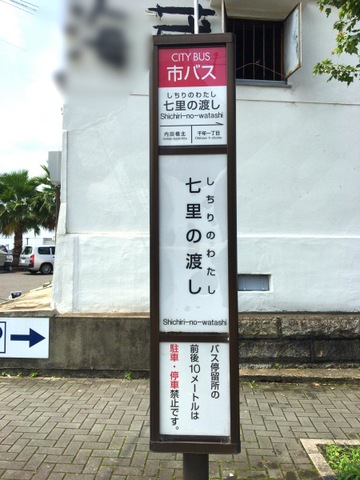 CITY BUS
市バス
しちりのわたし
七里の渡し
Shichiri-no-watashi
内田橋北
千年一丁目
しちりのわたし
七里の渡し
Shichiri-no-watashi
バス停留所の
前後10メートルは
駐車・停車禁止です。